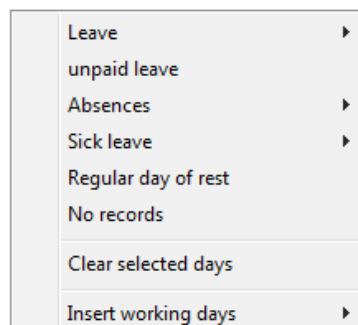 Leave
unpaid leave
Absences
Sick leave
Regular day of rest
No records
Clear selected days
Insert working days